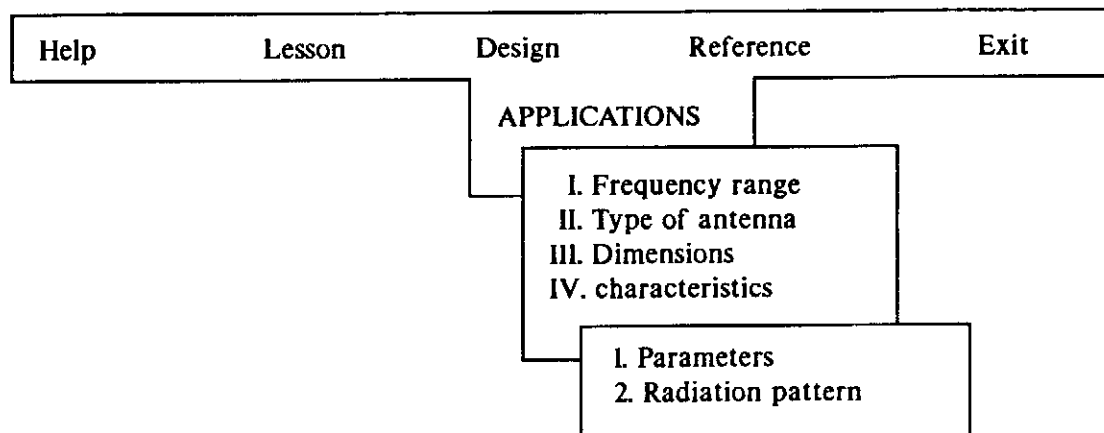 Help Lesson Design Reference Exit
APPLICATIONS
I. Frequency range
II. Type of antenna
III. Dimensions
IV. characteristics
1. Parameters
2. Radiation pattern